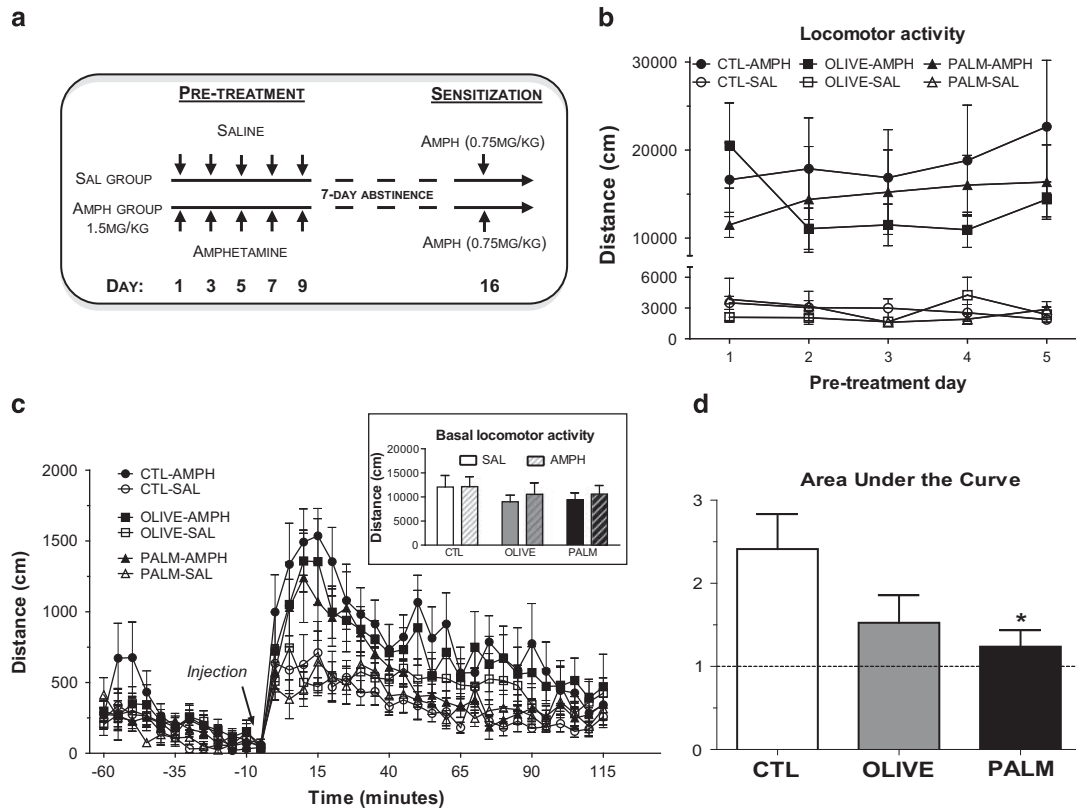 a
PRE-TREATMENT
SENSITIZATION
SALINE
AMPH (0.75MG/KG)
SAL GROUP
7-DAY ABSTINENCE
AMPH GROUP
1.5MG/KG
AMPHETAMINE
AMPH (0.75MG/KG)
DAY: 1 3 5 7 9 16
b
Locomotor activity
CTL-AMPH OLIVE-AMPH PALM-AMPH
CTL-SAL OLIVE-SAL PALM-SAL
Distance (cm)
30000
20000
10000
6000
3000
0
1 2 3 4 5
Pre-treatment day
c
CTL-AMPH
CTL-SAL
OLIVE-AMPH
OLIVE-SAL
PALM-AMPH
PALM-SAL
Distance (cm)
2000
1500
1000
500
0
Injection
-60 -35 -10 15 40 65 90 115
Time (minutes)
Basal locomotor activity
SAL AMPH
Distance (cm)
20000
15000
10000
5000
0
CTL OLIVE PALM
d
Area Under the Curve
3
2
1
0
*
CTL OLIVE PALM